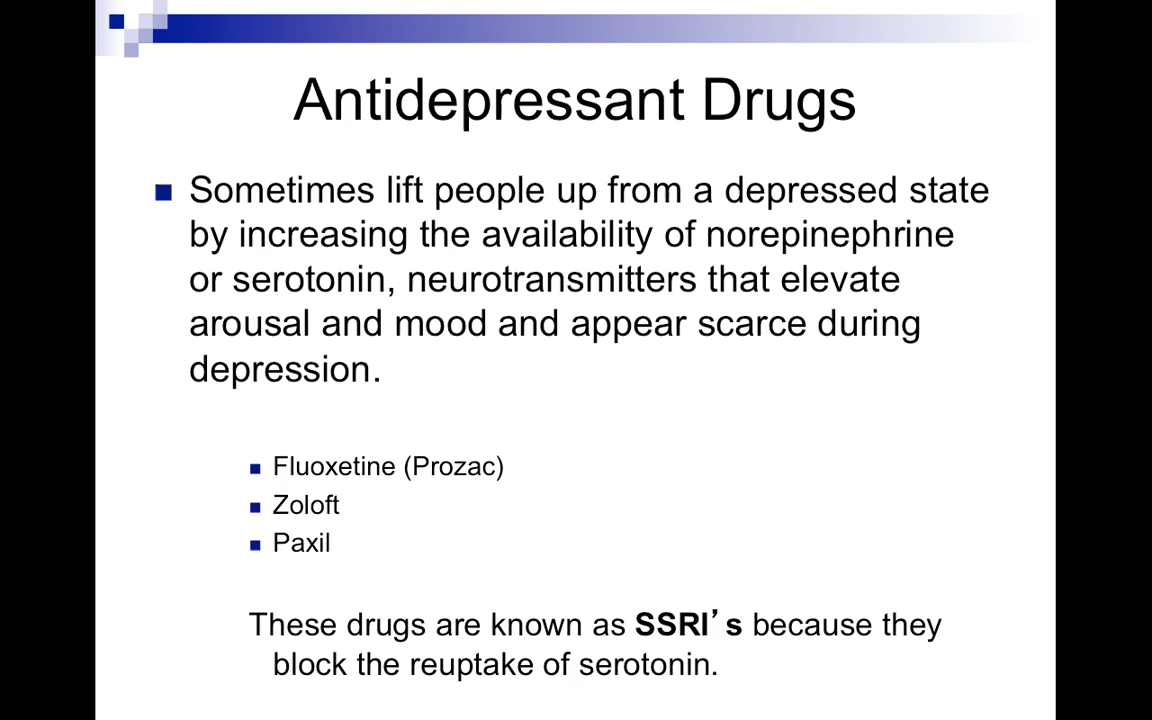 Antidepressant Drugs
Sometimes lift people up from a depressed state
by increasing the availability of norepinephrine
or serotonin, neurotransmitters that elevate
arousal and mood and appear scarce during
depression.
Fluoxetine (Prozac)
Zoloft
Paxil
These drugs are known as SSRI’s because they
block the reuptake of serotonin.